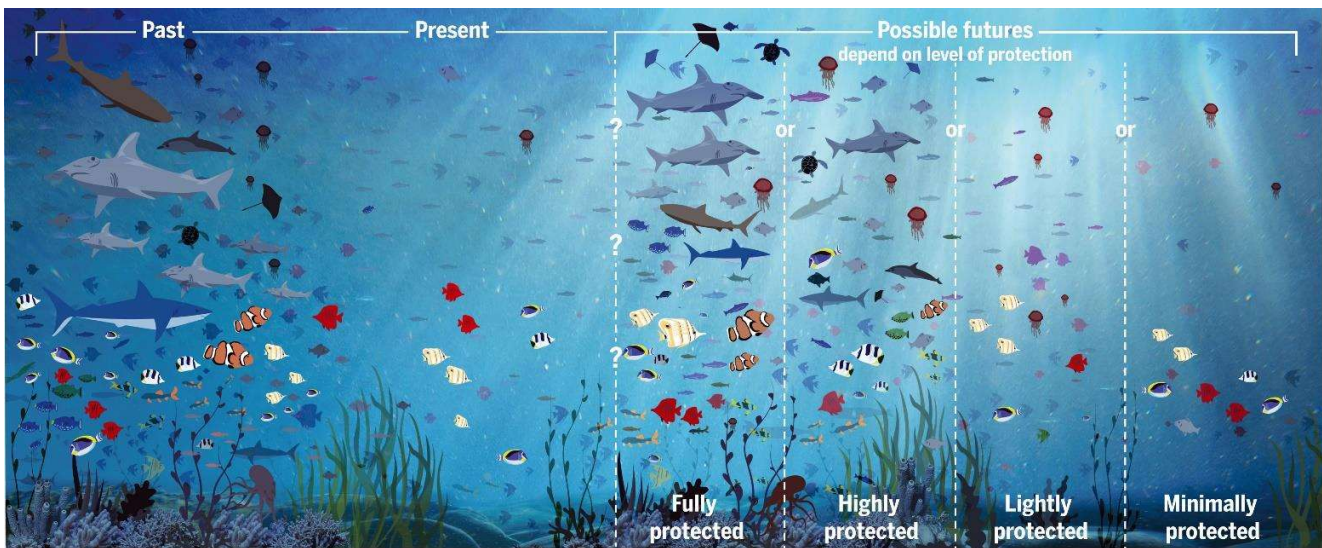 Past
Present
Possible futures
depend on level of protection
?
or
or
or
?
?
Fully
protected
Highly
protected
Lightly
protected
Minimally
protected